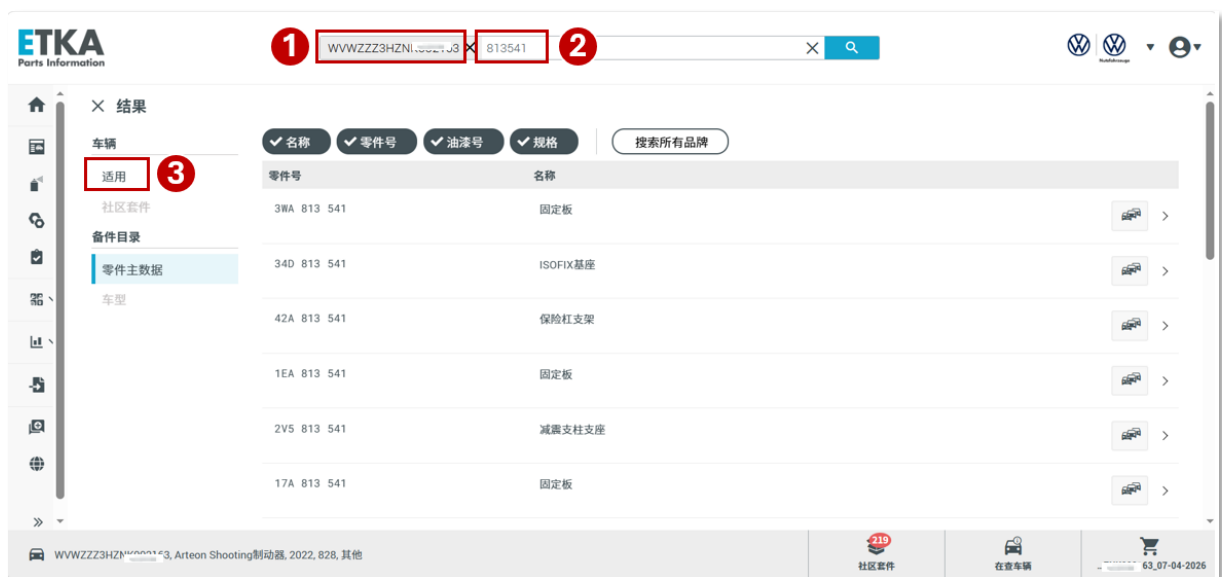 ETKA
Parts Information
1
WVWZZZ3HZN
3
813541
2
Nutzfahrzeuge
结果
车辆
名称
零件号
油漆号
规格
搜索所有品牌
适用
3
零件号
名称
社区套件
3WA 813 541
固定板
备件目录
零件主数据
34D 813 541
ISOFIX基座
车型
42A 813 541
保险杠支架
1EA 813 541
固定板
2V5 813 541
减震支柱支座
17A 813 541
固定板
3, Arteon Shooting制动器, 2022, 828, 其他
219
社区套件
在查车辆
63_07-04-2026